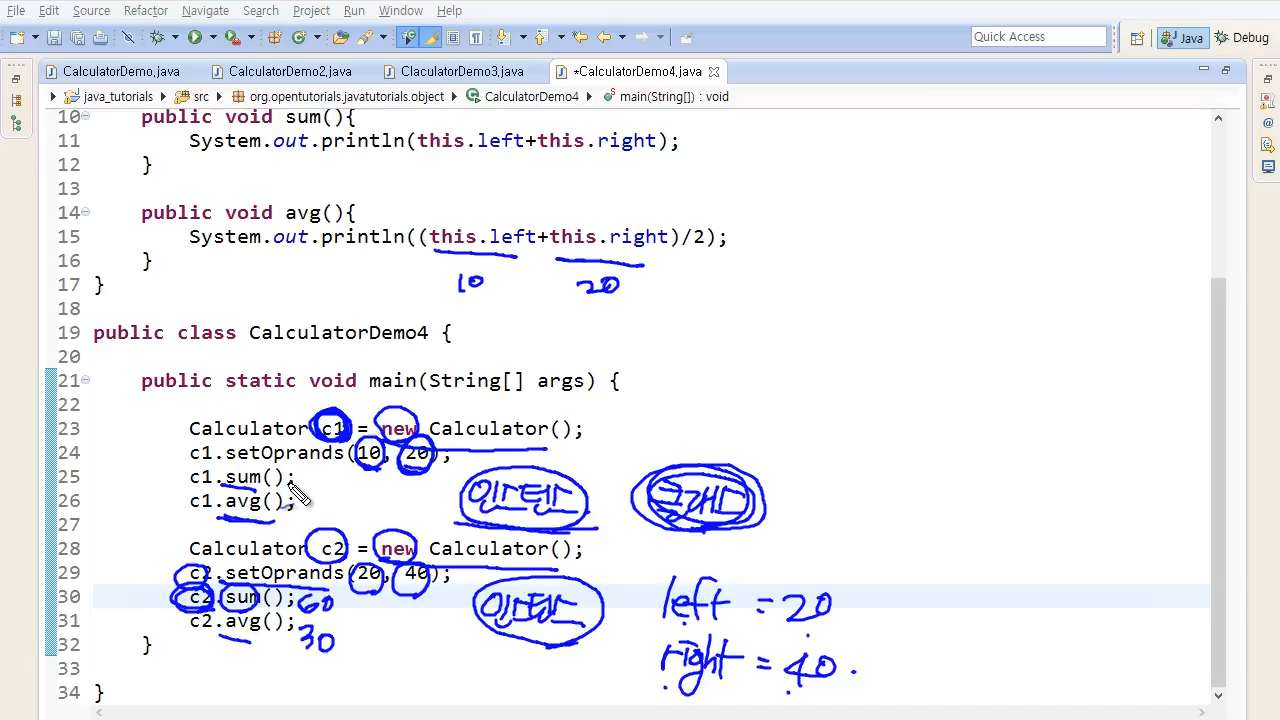 File Edit Source Refactor Navigate Search Project Run Window Help
Quick Access
Java
Debug
CalculatorDemo.java
CalculatorDemo2.java
ClaculatorDemo3.java
*CalculatorDemo4.java
java_tutorials
src
org.opentutorials.javatutorials.object
CalculatorDemo4
main(String[]) : void
10 public void sum(){
11 System.out.println(this.left+this.right);
12 }
13
14 public void avg(){
15 System.out.println((this.left+this.right)/2);
16 }
10 20
17 }
18
19 public class CalculatorDemo4 {
20
21 public static void main(String[] args) {
22
23 Calculator c1 = new Calculator();
24 c1.setOprands(10, 20);
25 c1.sum();
26 c1.avg();
인스턴스
27
28 Calculator c2 = new Calculator();
29 c2.setOprands(20, 40);
30 c2.sum(); 60
31 c2.avg(); 30
인스턴스
left = 20
right = 40.
32 }
33
34 }